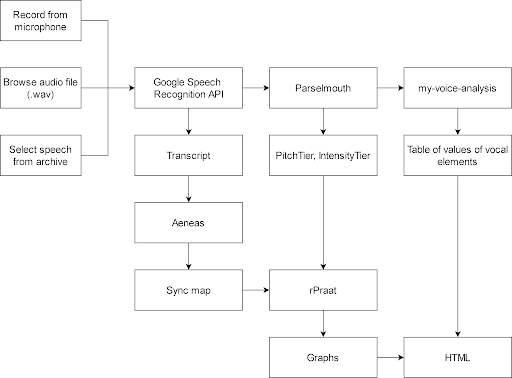 Record from
microphone
Browse audio file
(.wav)
Google Speech
Recognition API
Parselmouth
my-voice-analysis
Select speech
from archive
Transcript
PitchTier, IntensityTier
Table of values of vocal
elements
Aeneas
Sync map
rPraat
Graphs
HTML